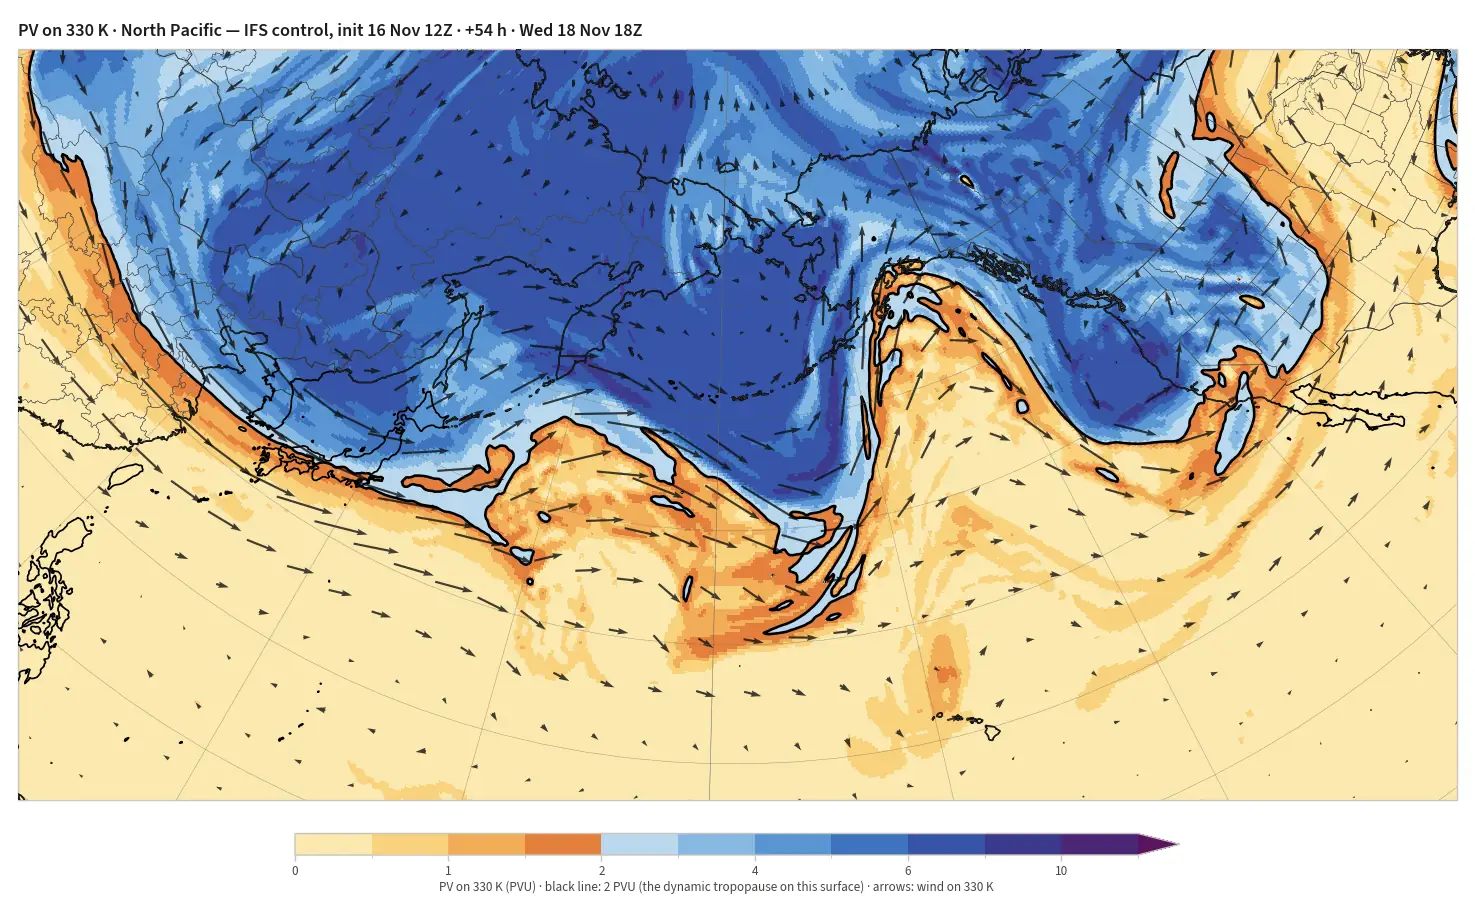 PV on 330 K · North Pacific — IFS control, init 16 Nov 12Z · +54 h · Wed 18 Nov 18Z
0 1 2 4 6 10
PV on 330 K (PVU) · black line: 2 PVU (the dynamic tropopause on this surface) · arrows: wind on 330 K